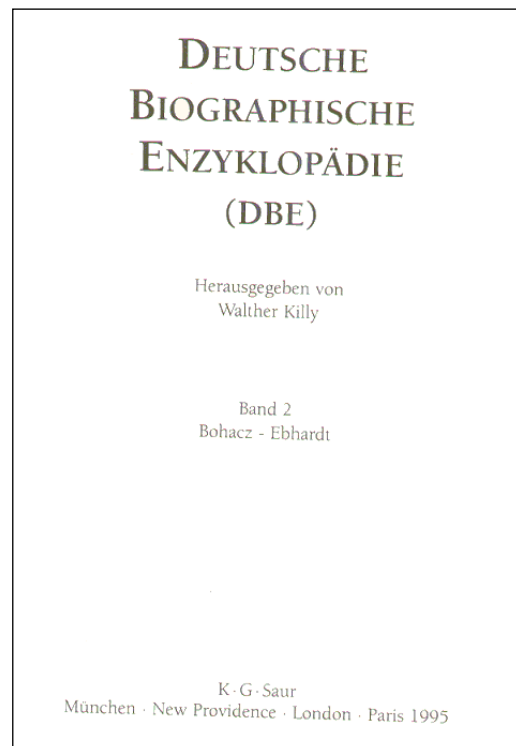 DEUTSCHE
BIOGRAPHISCHE
ENZYKLOPÄDIE
(DBE)
Herausgegeben von
Walther Killy
Band 2
Bohacz - Ebhardt
K·G·Saur
München · New Providence · London · Paris 1995